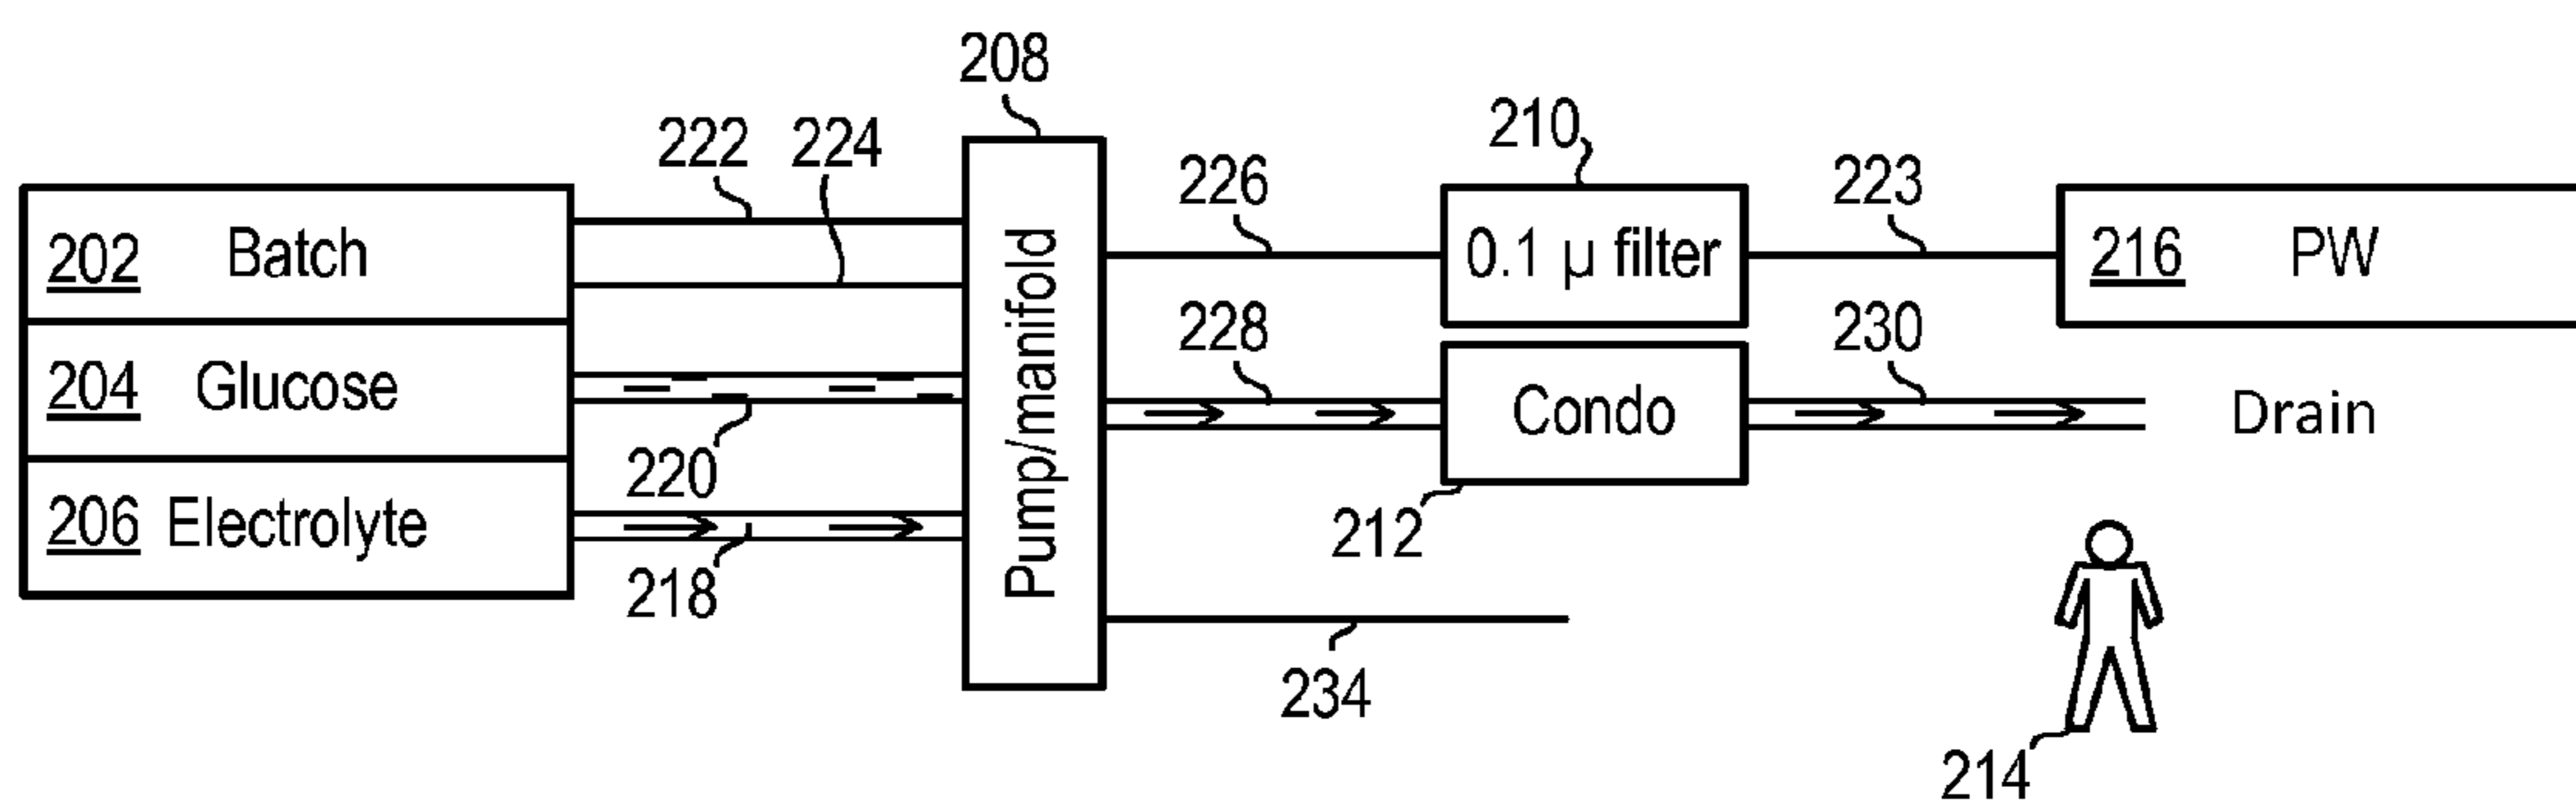 208
210
222 224
226
223
202 Batch
0.1 µ filter
216 PW
228
230
204 Glucose
Pump/manifold
Condo
Drain
220
206 Electrolyte
212
218
234
214